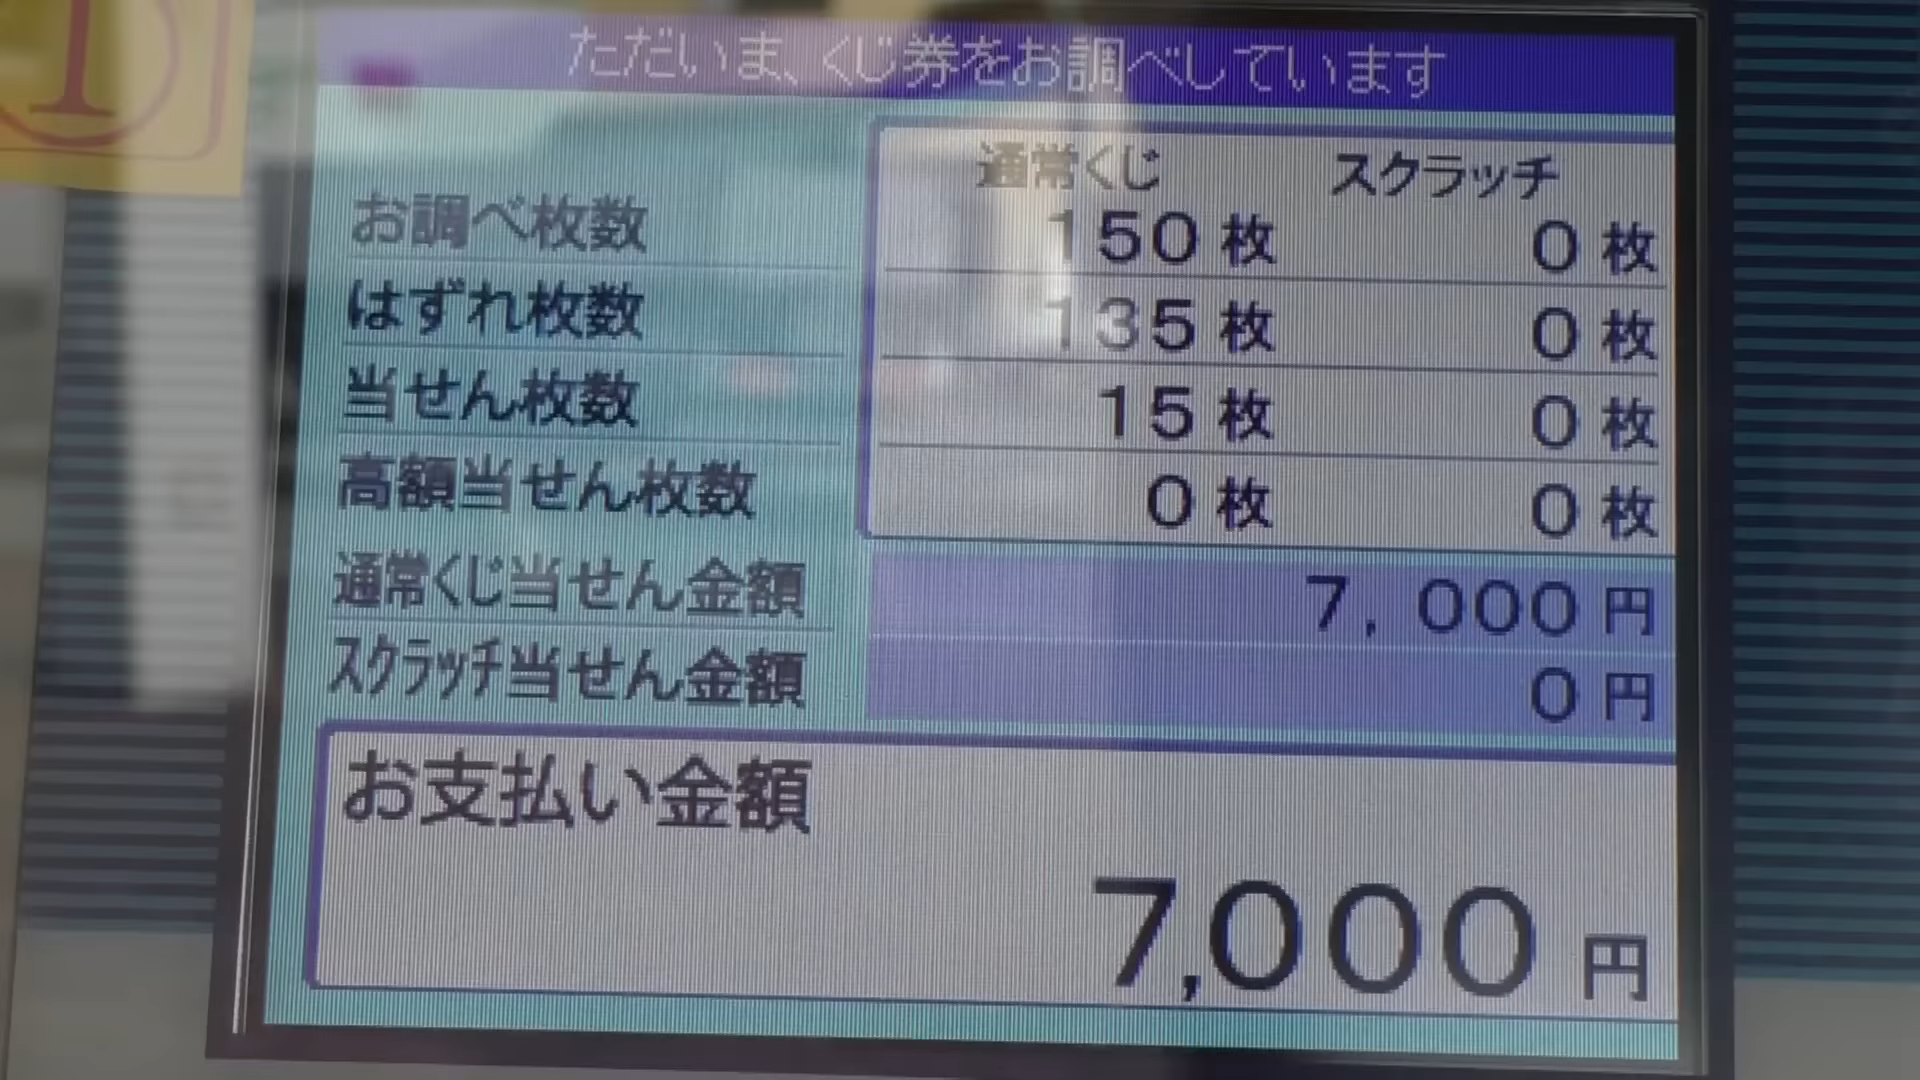 1
ただいま、くじ券をお調べしています
通常くじ スクラッチ
お調べ枚数 150枚 0枚
はずれ枚数 135枚 0枚
当せん枚数 15枚 0枚
高額当せん枚数 0枚 0枚
通常くじ当せん金額 7,000円
スクラッチ当せん金額 0円
お支払い金額
7,000円